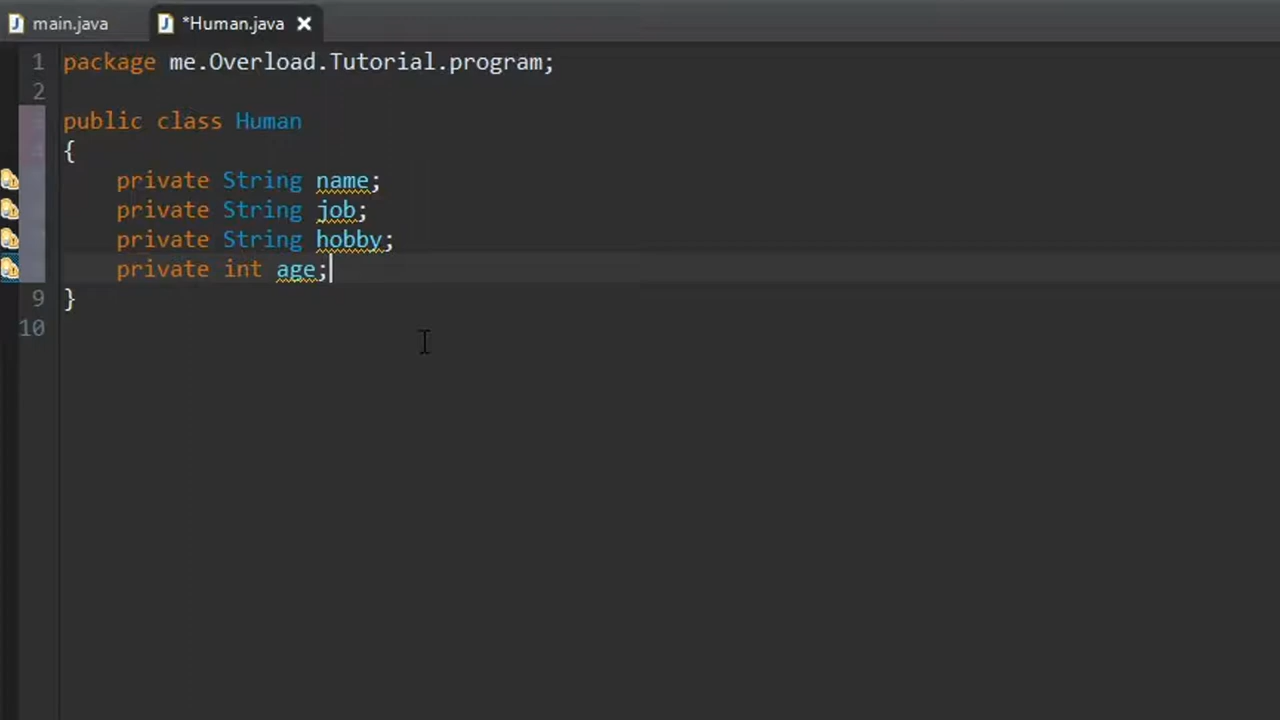 main.java *Human.java
1 package me.Overload.Tutorial.program;
2
public class Human
{
private String name;
private String job;
private String hobby;
private int age;
9 }
10